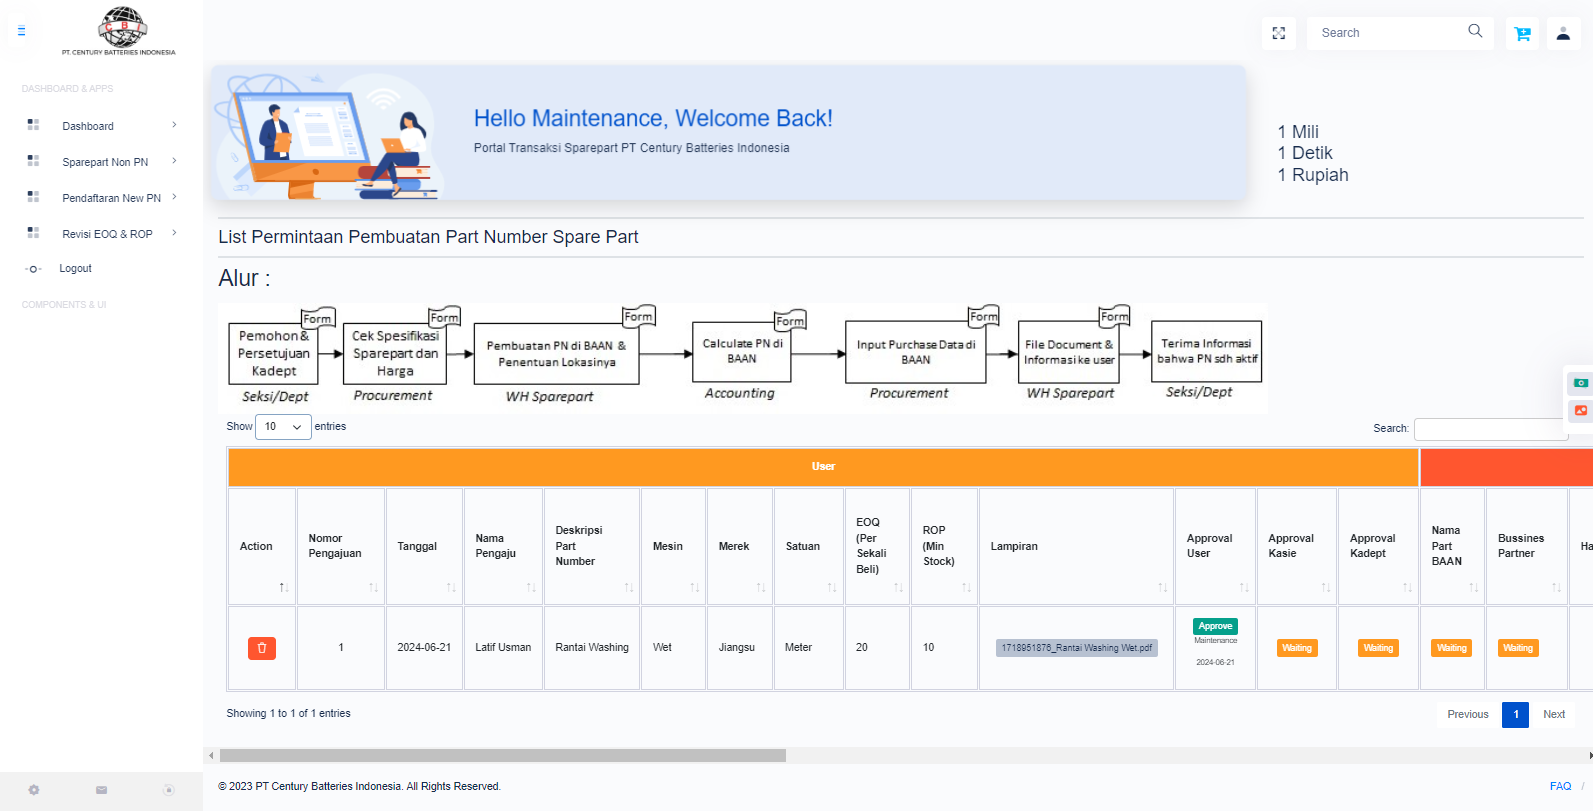 CBI
PT. CENTURY BATTERIES INDONESIA
Search
DASHBOARD & APPS
Dashboard
Sparepart Non PN
Pendaftaran New PN
Revisi EOQ & ROP
Logout
COMPONENTS & UI
Hello Maintenance, Welcome Back!
Portal Transaksi Sparepart PT Century Batteries Indonesia
1 Mili
1 Detik
1 Rupiah
List Permintaan Pembuatan Part Number Spare Part
Alur :
Form
Pemohon &
Persetujuan
Kadept
Seksi/Dept
Form
Cek Spesifikasi
Sparepart dan
Harga
Procurement
Form
Pembuatan PN di BAAN &
Penentuan Lokasinya
WH Sparepart
Form
Calculate PN di
BAAN
Accounting
Form
Input Purchase Data di
BAAN
Procurement
Form
File Document &
Informasi ke user
WH Sparepart
Terima Informasi
bahwa PN sdh aktif
Seksi/Dept
Show 10 entries
Search:
User
Action
Nomor
Pengajuan
Tanggal
Nama
Pengaju
Deskripsi
Part
Number
Mesin
Merek
Satuan
EOQ
(Per
Sekali
Beli)
ROP
(Min
Stock)
Lampiran
Approval
User
Approval
Kasie
Approval
Kadept
Nama
Part
BAAN
Bussines
Partner
Ha
1
2024-06-21
Latif Usman
Rantai Washing
Wet
Jiangsu
Meter
20
10
1718951876_Rantai Washing Wet.pdf
Approve
Maintenance
2024-06-21
Waiting
Waiting
Waiting
Waiting
Showing 1 to 1 of 1 entries
Previous 1 Next
© 2023 PT Century Batteries Indonesia. All Rights Reserved.
FAQ /